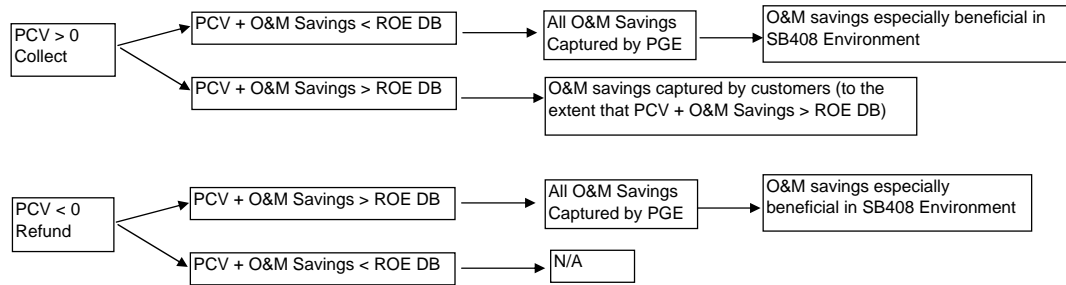 PCV > 0
Collect
PCV + O&M Savings < ROE DB
All O&M Savings
Captured by PGE
O&M savings especially beneficial in
SB408 Environment
PCV + O&M Savings > ROE DB
O&M savings captured by customers (to the
extent that PCV + O&M Savings > ROE DB)
PCV < 0
Refund
PCV + O&M Savings > ROE DB
All O&M Savings
Captured by PGE
O&M savings especially
beneficial in SB408 Environment
PCV + O&M Savings < ROE DB
N/A